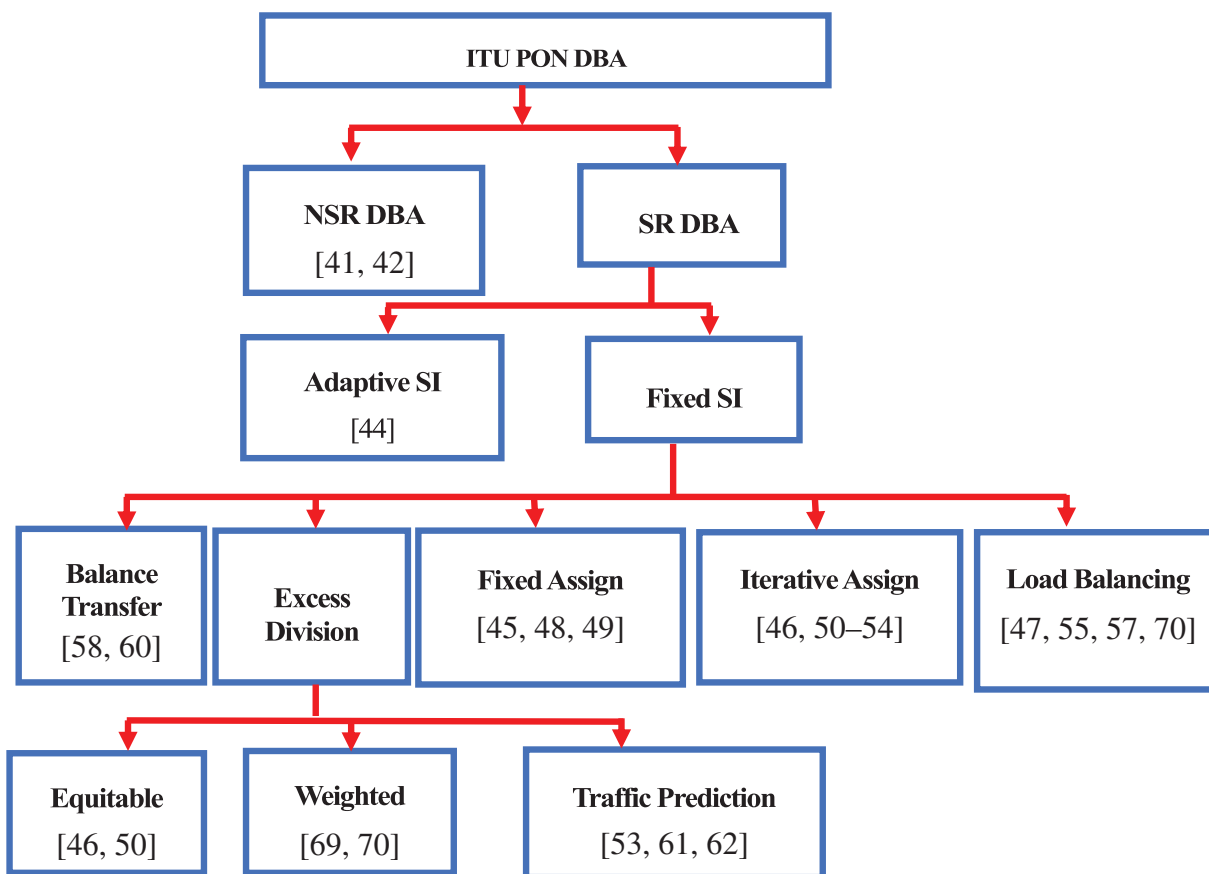 ITU PON DBA
NSR DBA
[41, 42]
SR DBA
Adaptive SI
[44]
Fixed SI
Balance
Transfer
[58, 60]
Excess
Division
Fixed Assign
[45, 48, 49]
Iterative Assign
[46, 50–54]
Load Balancing
[47, 55, 57, 70]
Equitable
[46, 50]
Weighted
[69, 70]
Traffic Prediction
[53, 61, 62]